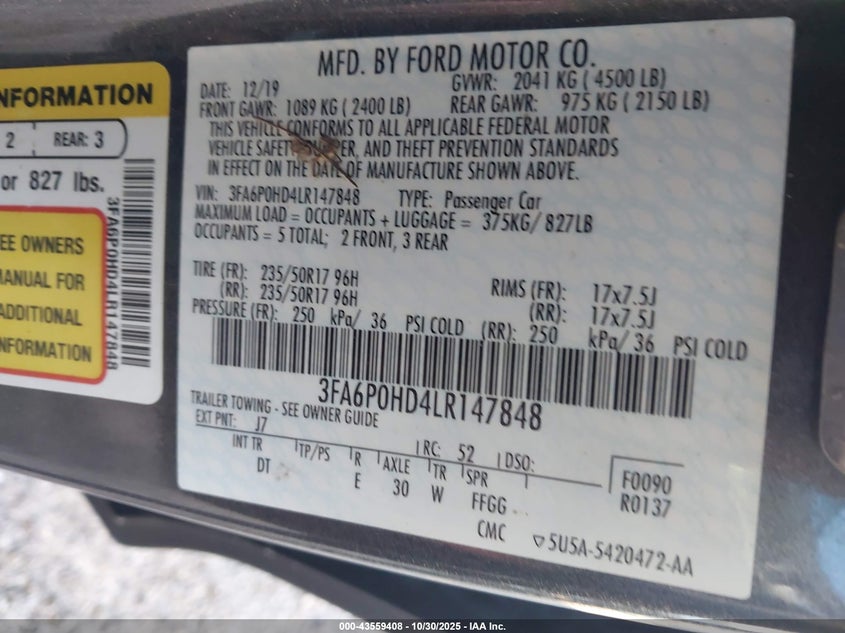 NFORMATION
2 REAR: 3
or 827 lbs.
EE OWNERS
MANUAL FOR
ADDITIONAL
NFORMATION
3FA6P0HD4LR147848
MFD. BY FORD MOTOR CO.
DATE: 12/19 GVWR: 2041 KG ( 4500 LB)
FRONT GAWR: 1089 KG ( 2400 LB) REAR GAWR: 975 KG ( 2150 LB)
THIS VEHICLE CONFORMS TO ALL APPLICABLE FEDERAL MOTOR
VEHICLE SAFETY AND THEFT PREVENTION STANDARDS
IN EFFECT ON THE DATE OF MANUFACTURE SHOWN ABOVE.
VIN: 3FA6P0HD4LR147848 TYPE: Passenger Car
MAXIMUM LOAD = OCCUPANTS + LUGGAGE = 375KG/ 827LB
OCCUPANTS = 5 TOTAL; 2 FRONT, 3 REAR
TIRE (FR): 235/50R17 96H RIMS (FR): 17x7.5J
(RR): 235/50R17 96H (RR): 17x7.5J
PRESSURE (FR): 250 kPa/ 36 PSI COLD (RR): 250 kPa/ 36 PSI COLD
3FA6P0HD4LR147848
TRAILER TOWING - SEE OWNER GUIDE
EXT PNT: J7 RC: 52 DSO:
INT TR TP/PS R AXLE TR SPR F0090
DT E 30 W FFGG R0137
CMC 5U5A-5420472-AA
000-43559408 - 10/30/2025 - IAA Inc.